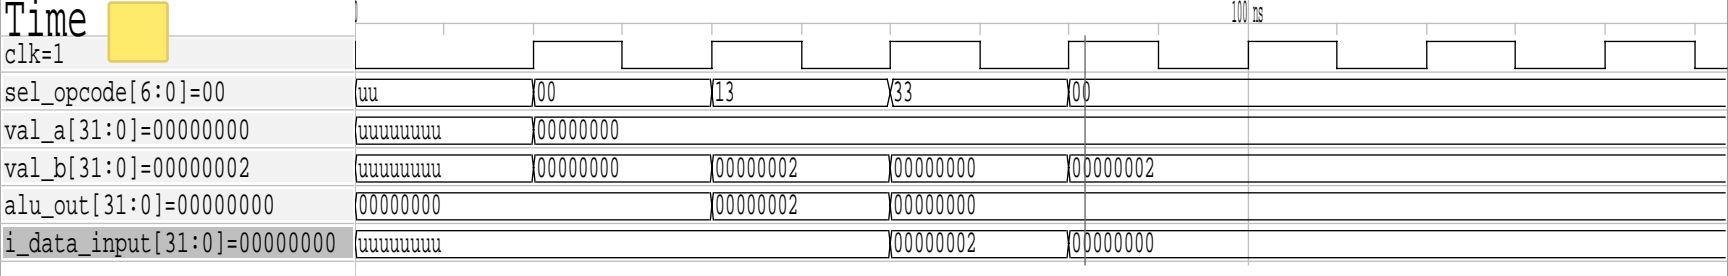 0 100 ns
Time
clk=1
sel_opcode[6:0]=00 uu 00 13 33 00
val_a[31:0]=00000000 uuuuuuuu 00000000
val_b[31:0]=00000002 uuuuuuuu 00000000 00000002 00000000 00000002
alu_out[31:0]=00000000 00000000 00000002 00000000
i_data_input[31:0]=00000000 uuuuuuuu 00000002 00000000